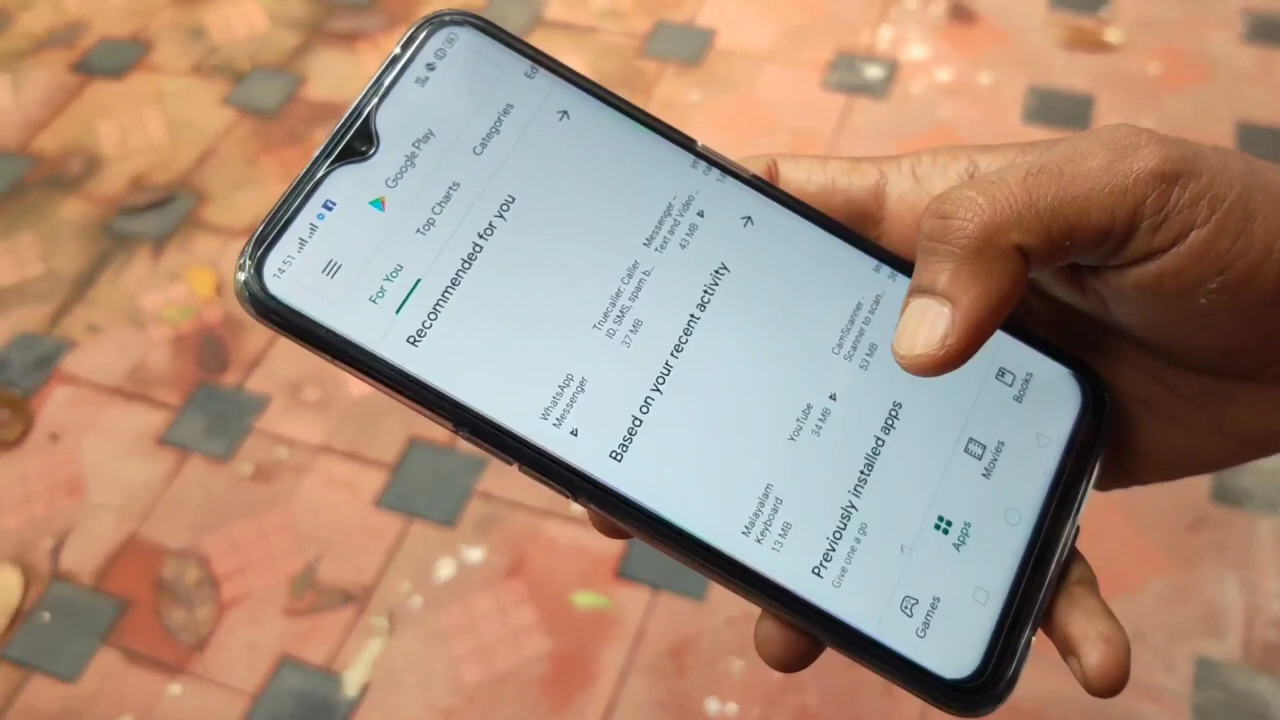 14:51
Google Play
For You
Top Charts
Categories
Ed
Recommended for you
WhatsApp
Messenger
Truecaller: Caller
ID, SMS, spam b...
37 MB
Messenger –
Text and Video ...
43 MB
Based on your recent activity
Malayalam
Keyboard
13 MB
YouTube
34 MB
CamScanner -
Scanner to scan...
53 MB
Previously installed apps
Give one a go
Games
Apps
Movies
Books